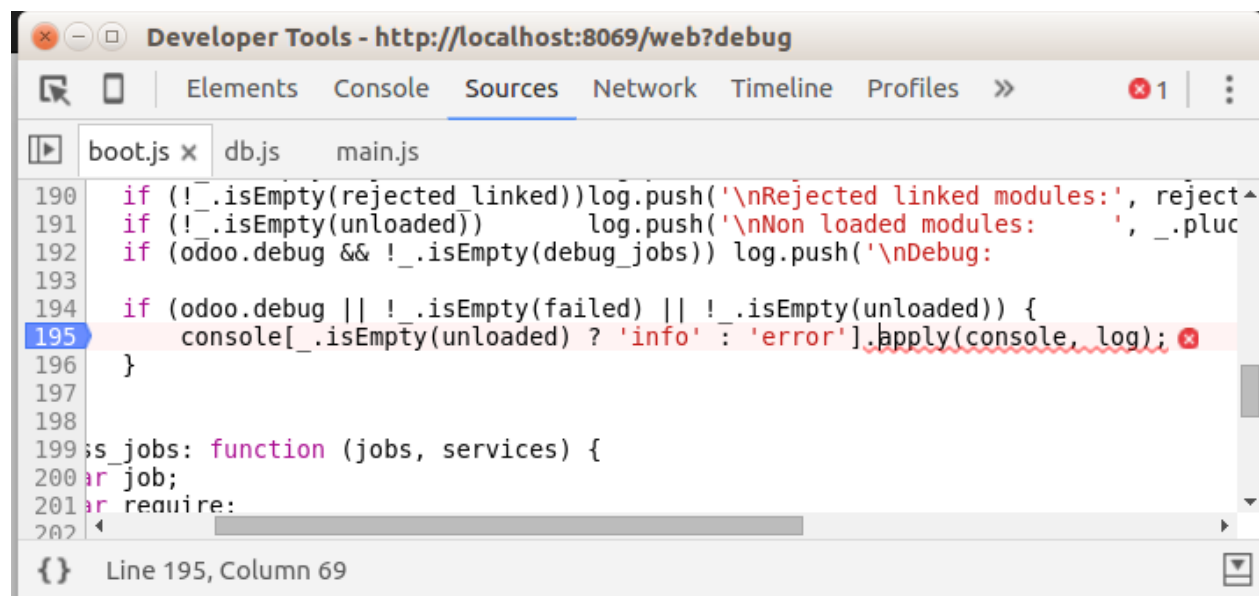 Developer Tools - http://localhost:8069/web?debug
Elements Console Sources Network Timeline Profiles » 1
boot.js × db.js main.js
190 if (!_.isEmpty(rejected_linked))log.push('\nRejected linked modules:', reject
191 if (!_.isEmpty(unloaded)) log.push('\nNon loaded modules: ', _.pluc
192 if (odoo.debug && !_.isEmpty(debug_jobs)) log.push('\nDebug:
193
194 if (odoo.debug || !_.isEmpty(failed) || !_.isEmpty(unloaded)) {
195 console[_.isEmpty(unloaded) ? 'info' : 'error'].apply(console, log);
196 }
197
198
199 ss_jobs: function (jobs, services) {
200 ar job;
201 ar require;
202
{} Line 195, Column 69